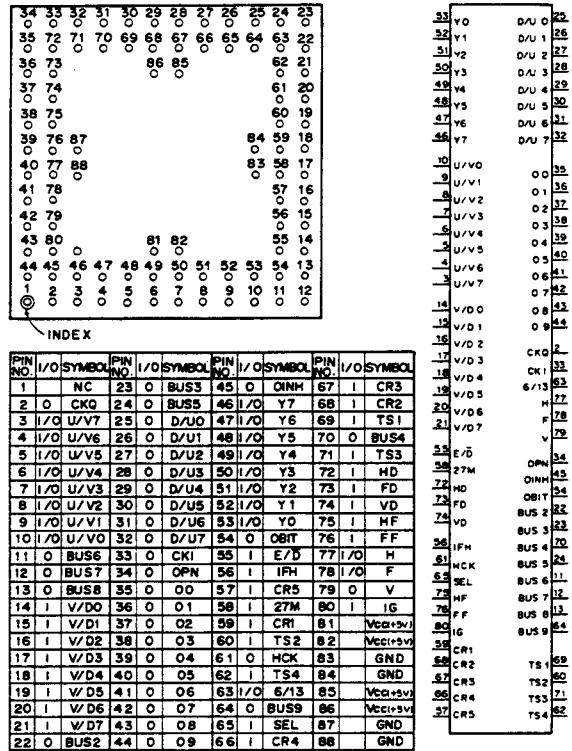 34 33 32 31 30 29 28 27 26 25 24 23
35 72 71 70 69 68 67 66 65 64 63 22
36 73 86 85 62 21
37 74 61 20
38 75 60 19
39 76 87 84 59 18
40 77 88 83 58 17
41 78 57 16
42 79 56 15
43 80 81 82 55 14
44 45 46 47 48 49 50 51 52 53 54 13
1 2 3 4 5 6 7 8 9 10 11 12
INDEX
PIN NO. I/O SYMBOL PIN NO. I/O SYMBOL PIN NO. I/O SYMBOL PIN NO. I/O SYMBOL
1 NC 23 O BUS3 45 O OINH 67 I CR3
2 O CKQ 24 O BUS5 46 I/O Y7 68 I CR2
3 I/O U/V7 25 O D/U0 47 I/O Y6 69 I TS1
4 I/O U/V6 26 O D/U1 48 I/O Y5 70 O BUS4
5 I/O U/V5 27 O D/U2 49 I/O Y4 71 I TS3
6 I/O U/V4 28 O D/U3 50 I/O Y3 72 I HD
7 I/O U/V3 29 O D/U4 51 I/O Y2 73 I FD
8 I/O U/V2 30 O D/U5 52 I/O Y1 74 I VD
9 I/O U/V1 31 O D/U6 53 I/O Y0 75 I HF
10 I/O U/V0 32 O D/U7 54 O OBIT 76 I FF
11 O BUS6 33 O CKI 55 I E/D̅ 77 I/O H
12 O BUS7 34 O OPN 56 I IFH 78 I/O F
13 O BUS8 35 O O0 57 I CR5 79 O V
14 I V/D0 36 O O1 58 I 27M 80 I IG
15 I V/D1 37 O O2 59 I CR1 81 Vcc(+5V)
16 I V/D2 38 O O3 60 I TS2 82 Vcc(+5V)
17 I V/D3 39 O O4 61 O HCK 83 GND
18 I V/D4 40 O O5 62 I TS4 84 GND
19 I V/D5 41 O O6 63 I/O 6/13 85 Vcc(+5V)
20 I V/D6 42 O O7 64 O BUS9 86 Vcc(+5V)
21 I V/D7 43 O O8 65 I SEL 87 GND
22 O BUS2 44 O O9 66 I CR4 88 GND
53 Y0 D/U 0 25
52 Y1 D/U 1 26
51 Y2 D/U 2 27
50 Y3 D/U 3 28
49 Y4 D/U 4 29
48 Y5 D/U 5 30
47 Y6 D/U 6 31
46 Y7 D/U 7 32
10 U/V0 O0 35
9 U/V1 O1 36
8 U/V2 O2 37
7 U/V3 O3 38
6 U/V4 O4 39
5 U/V5 O5 40
4 U/V6 O6 41
3 U/V7 O7 42
14 V/D0 O8 43
15 V/D1 O9 44
16 V/D2 CKQ 2
17 V/D3 CKI 33
18 V/D4 6/13 63
19 V/D5 H 77
20 V/D6 F 78
21 V/D7 V 79
55 E/D̅ OPN 34
58 27M OINH 45
72 HD OBIT 54
73 FD BUS 2 22
74 VD BUS 3 23
56 IFH BUS 4 70
61 HCK BUS 5 24
65 SEL BUS 6 11
75 HF BUS 7 12
76 FF BUS 8 13
80 IG BUS 9 64
59 CR1
68 CR2 TS1 69
67 CR3 TS2 60
66 CR4 TS3 71
57 CR5 TS4 62